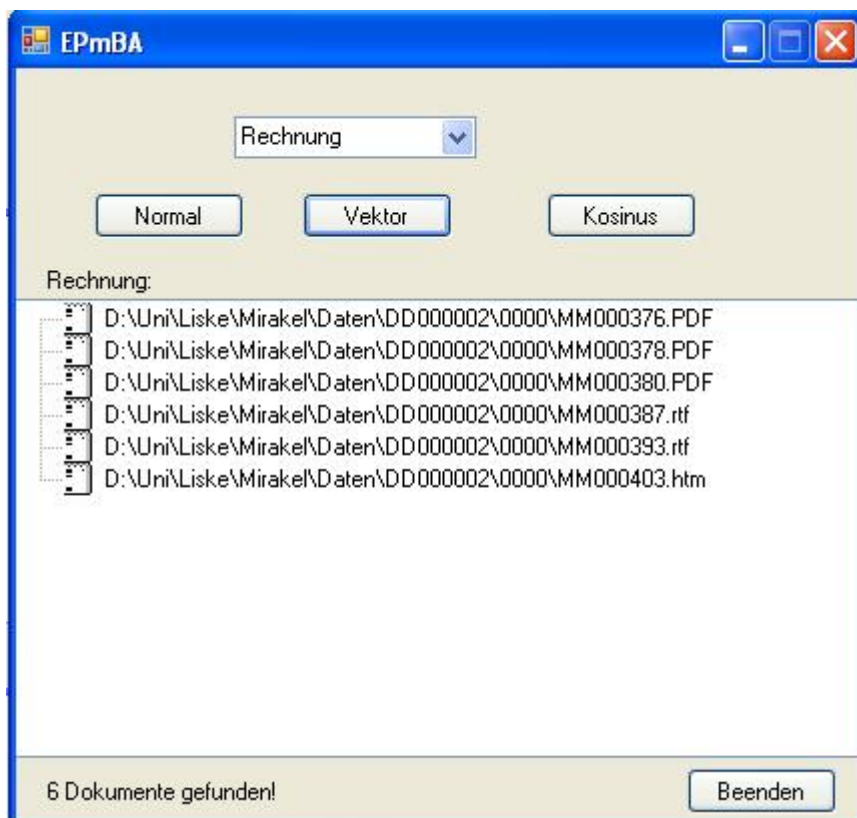 EPmBA
Rechnung
Normal Vektor Kosinus
Rechnung:
D:\Uni\Liske\Mirakel\Daten\DD000002\0000\MM000376.PDF
D:\Uni\Liske\Mirakel\Daten\DD000002\0000\MM000378.PDF
D:\Uni\Liske\Mirakel\Daten\DD000002\0000\MM000380.PDF
D:\Uni\Liske\Mirakel\Daten\DD000002\0000\MM000387.rtf
D:\Uni\Liske\Mirakel\Daten\DD000002\0000\MM000393.rtf
D:\Uni\Liske\Mirakel\Daten\DD000002\0000\MM000403.htm
6 Dokumente gefunden! Beenden